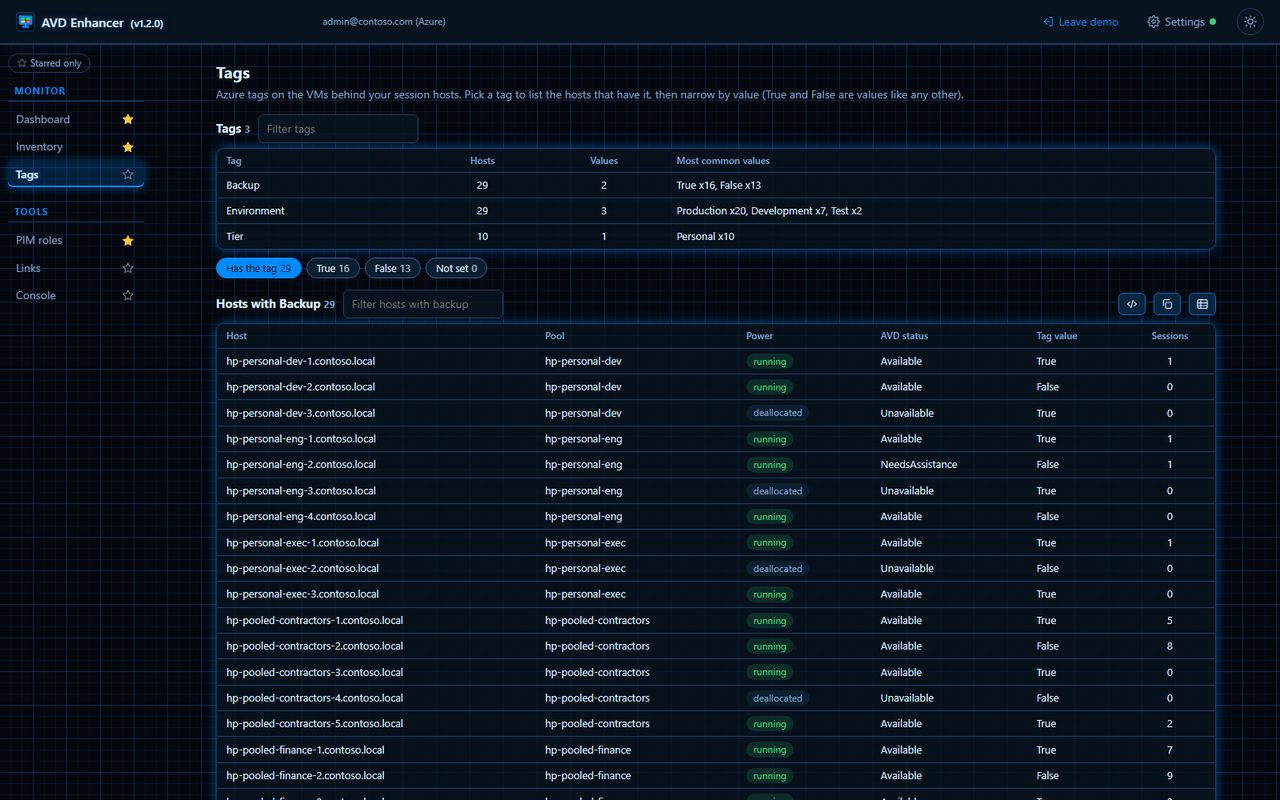 AVD Enhancer (v1.2.0) admin@contoso.com (Azure) Leave demo Settings
Starred only
MONITOR
Dashboard
Inventory
Tags
TOOLS
PIM roles
Links
Console
Tags
Azure tags on the VMs behind your session hosts. Pick a tag to list the hosts that have it, then narrow by value (True and False are values like any other).
Tags 3 Filter tags
Tag Hosts Values Most common values
Backup 29 2 True x16, False x13
Environment 29 3 Production x20, Development x7, Test x2
Tier 10 1 Personal x10
Has the tag 29 True 16 False 13 Not set 0
Hosts with Backup 29 Filter hosts with backup
Host Pool Power AVD status Tag value Sessions
hp-personal-dev-1.contoso.local hp-personal-dev running Available True 1
hp-personal-dev-2.contoso.local hp-personal-dev running Available False 0
hp-personal-dev-3.contoso.local hp-personal-dev deallocated Unavailable True 0
hp-personal-eng-1.contoso.local hp-personal-eng running Available True 1
hp-personal-eng-2.contoso.local hp-personal-eng running NeedsAssistance False 1
hp-personal-eng-3.contoso.local hp-personal-eng deallocated Unavailable True 0
hp-personal-eng-4.contoso.local hp-personal-eng running Available False 0
hp-personal-exec-1.contoso.local hp-personal-exec running Available True 1
hp-personal-exec-2.contoso.local hp-personal-exec deallocated Unavailable False 0
hp-personal-exec-3.contoso.local hp-personal-exec running Available True 0
hp-pooled-contractors-1.contoso.local hp-pooled-contractors running Available True 5
hp-pooled-contractors-2.contoso.local hp-pooled-contractors running Available False 8
hp-pooled-contractors-3.contoso.local hp-pooled-contractors running Available True 0
hp-pooled-contractors-4.contoso.local hp-pooled-contractors deallocated Unavailable False 0
hp-pooled-contractors-5.contoso.local hp-pooled-contractors running Available True 2
hp-pooled-finance-1.contoso.local hp-pooled-finance running Available True 7
hp-pooled-finance-2.contoso.local hp-pooled-finance running Available False 9